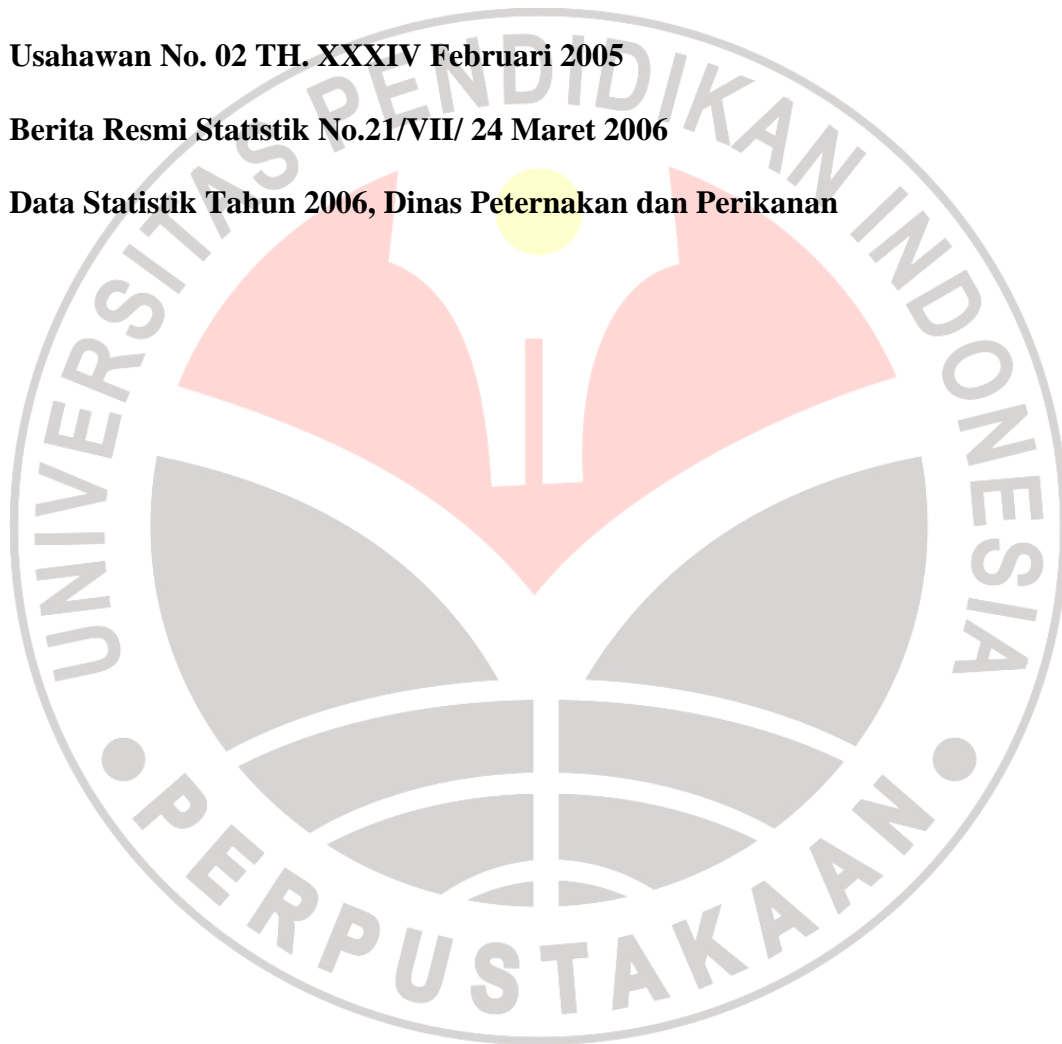 Usahawan No. 02 TH. XXXIV Februari 2005
Berita Resmi Statistik No.21/VII/ 24 Maret 2006
Data Statistik Tahun 2006, Dinas Peternakan dan Perikanan
UNIVERSITAS PENDIDIKAN INDONESIA
PERPUSTAKAAN